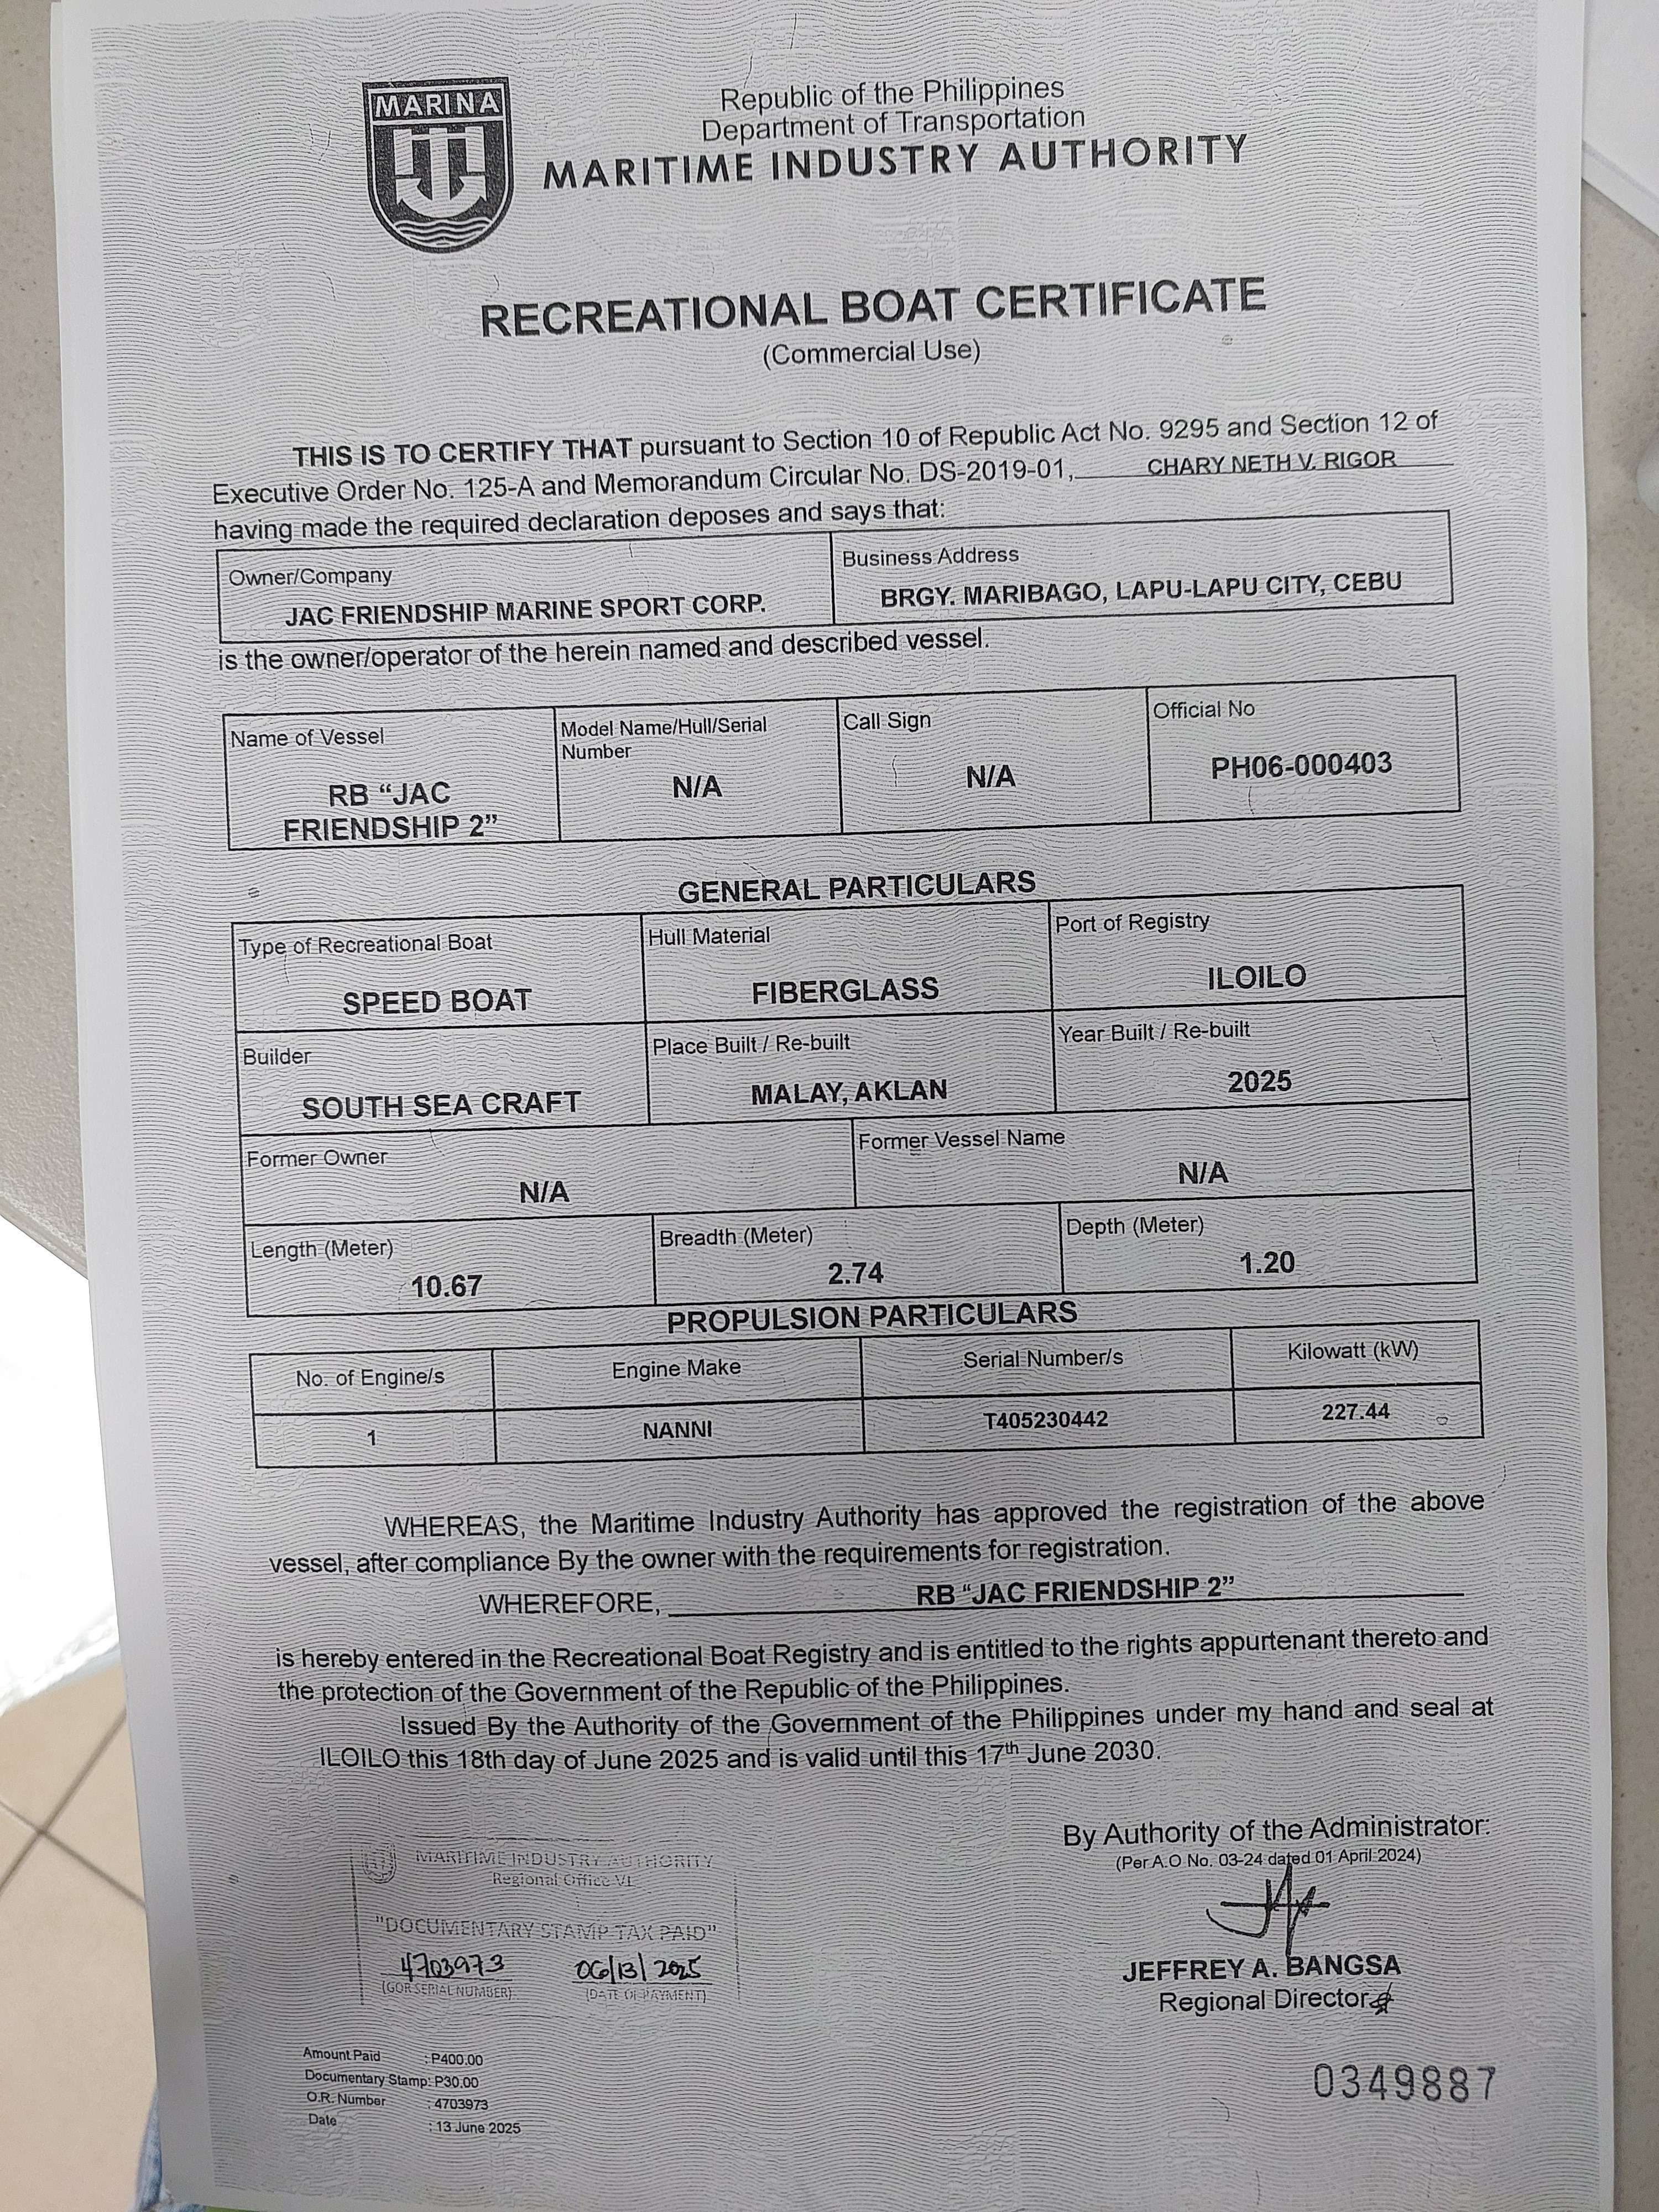 MARINA
Republic of the Philippines
Department of Transportation
MARITIME INDUSTRY AUTHORITY
RECREATIONAL BOAT CERTIFICATE
(Commercial Use)
THIS IS TO CERTIFY THAT pursuant to Section 10 of Republic Act No. 9295 and Section 12 of
Executive Order No. 125-A and Memorandum Circular No. DS-2019-01, CHARY NETH V. RIGOR
having made the required declaration deposes and says that:
Owner/Company
JAC FRIENDSHIP MARINE SPORT CORP.
Business Address
BRGY. MARIBAGO, LAPU-LAPU CITY, CEBU
is the owner/operator of the herein named and described vessel.
Name of Vessel
RB “JAC
FRIENDSHIP 2”
Model Name/Hull/Serial
Number
N/A
Call Sign
N/A
Official No
PH06-000403
GENERAL PARTICULARS
Type of Recreational Boat
SPEED BOAT
Hull Material
FIBERGLASS
Port of Registry
ILOILO
Builder
SOUTH SEA CRAFT
Place Built / Re-built
MALAY, AKLAN
Year Built / Re-built
2025
Former Owner
N/A
Former Vessel Name
N/A
Length (Meter)
10.67
Breadth (Meter)
2.74
Depth (Meter)
1.20
PROPULSION PARTICULARS
No. of Engine/s Engine Make Serial Number/s Kilowatt (kW)
1 NANNI T405230442 227.44
WHEREAS, the Maritime Industry Authority has approved the registration of the above
vessel, after compliance By the owner with the requirements for registration.
WHEREFORE, RB “JAC FRIENDSHIP 2”
is hereby entered in the Recreational Boat Registry and is entitled to the rights appurtenant thereto and
the protection of the Government of the Republic of the Philippines.
Issued By the Authority of the Government of the Philippines under my hand and seal at
ILOILO this 18th day of June 2025 and is valid until this 17th June 2030.
MARITIME INDUSTRY AUTHORITY
Regional Office VI
"DOCUMENTARY STAMP TAX PAID"
4703973 06/13/2025
(GOR SERIAL NUMBER) (DATE OF PAYMENT)
By Authority of the Administrator:
(Per A.O No. 03-24 dated 01 April 2024)
JEFFREY A. BANGSA
Regional Director
Amount Paid : P400.00
Documentary Stamp: P30.00
O.R. Number : 4703973
Date : 13 June 2025
0349887